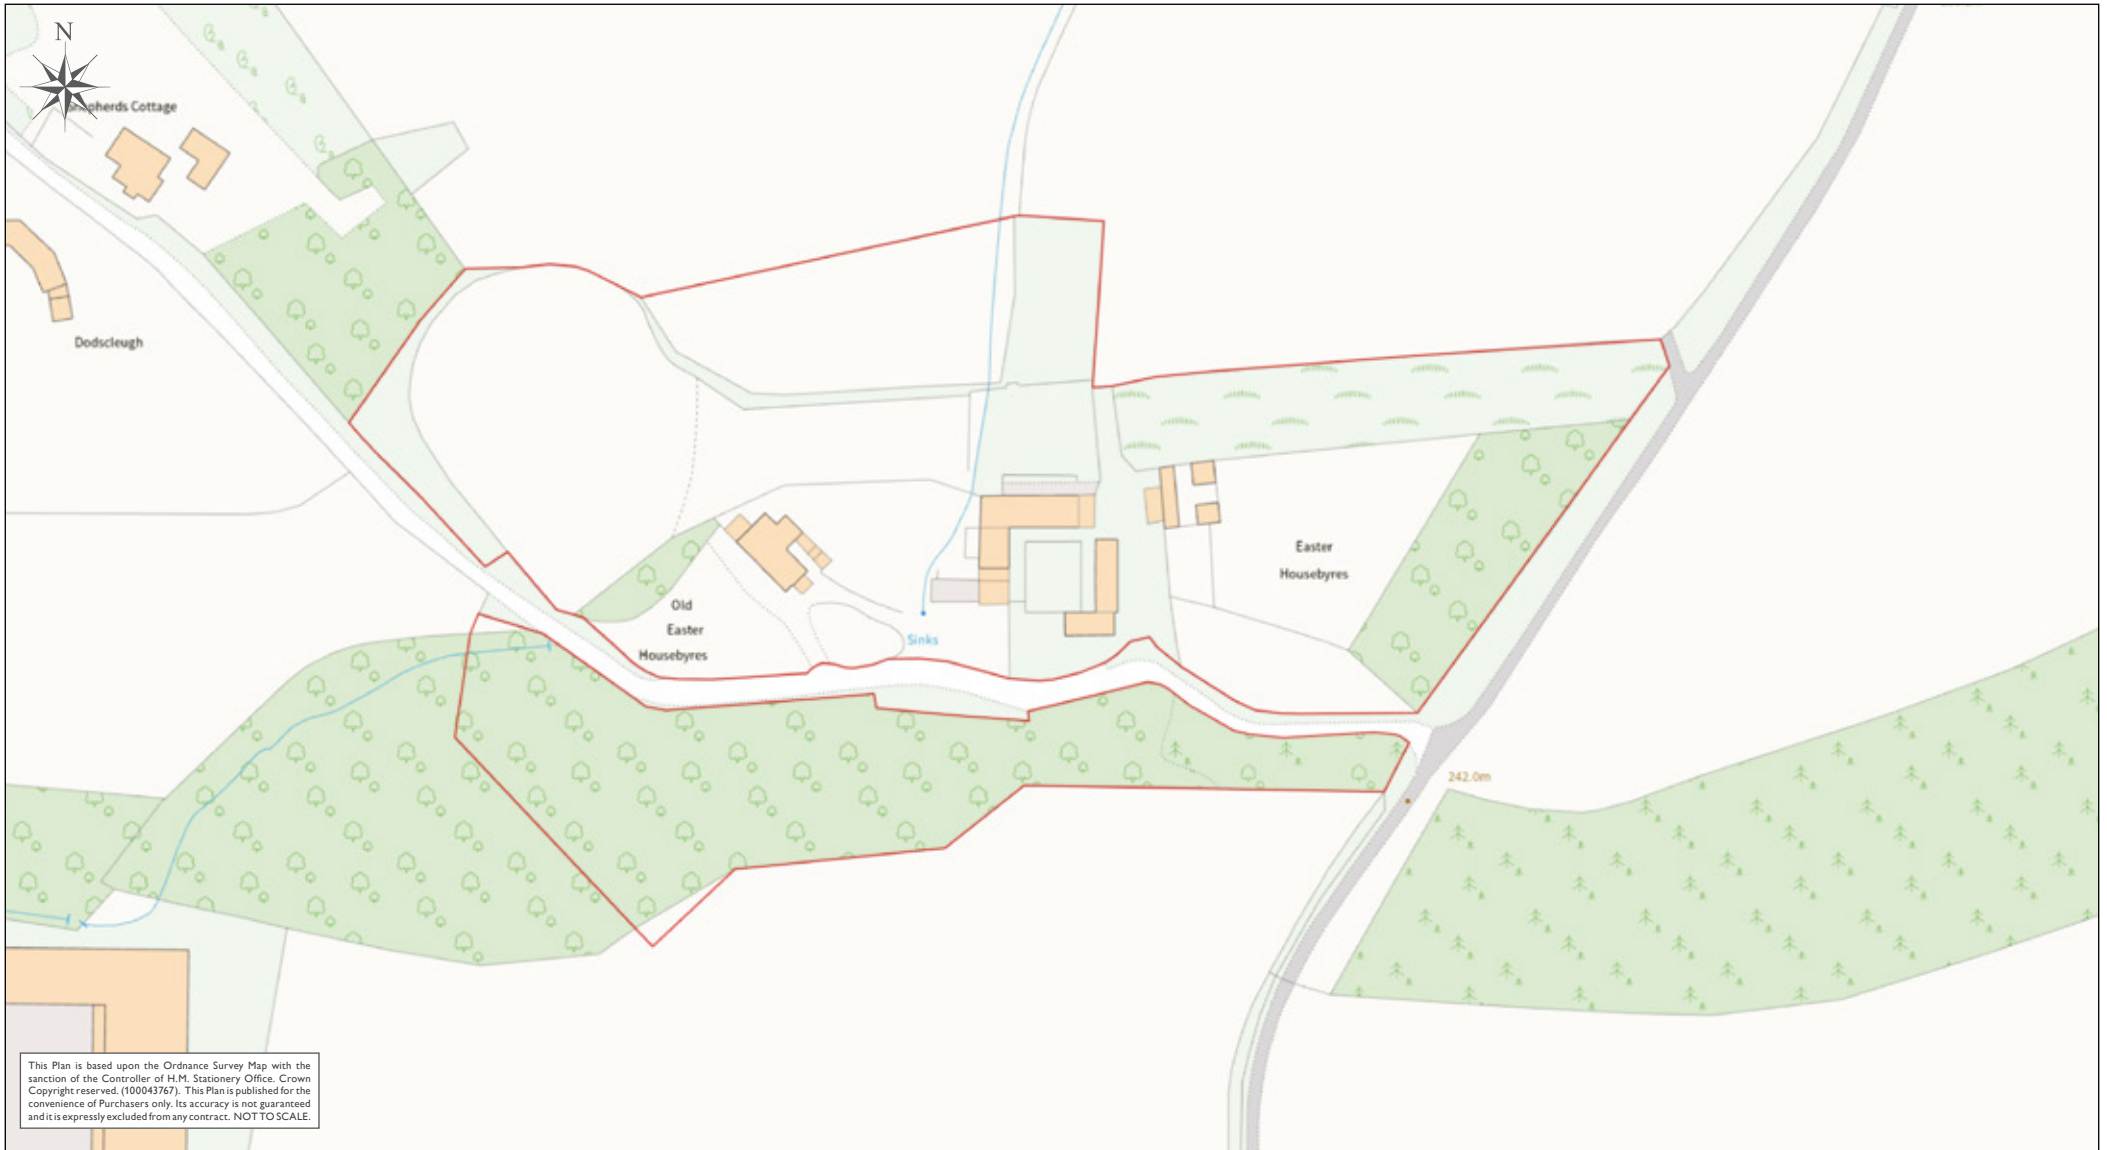 N
Shepherds Cottage
Dodscleugh
Easter
Housebyres
Old
Easter
Housebyres
Sinks
242.0m
This Plan is based upon the Ordnance Survey Map with the
sanction of the Controller of H.M. Stationery Office. Crown
Copyright reserved. (100043767). This Plan is published for the
convenience of Purchasers only. Its accuracy is not guaranteed
and it is expressly excluded from any contract. NOT TO SCALE.